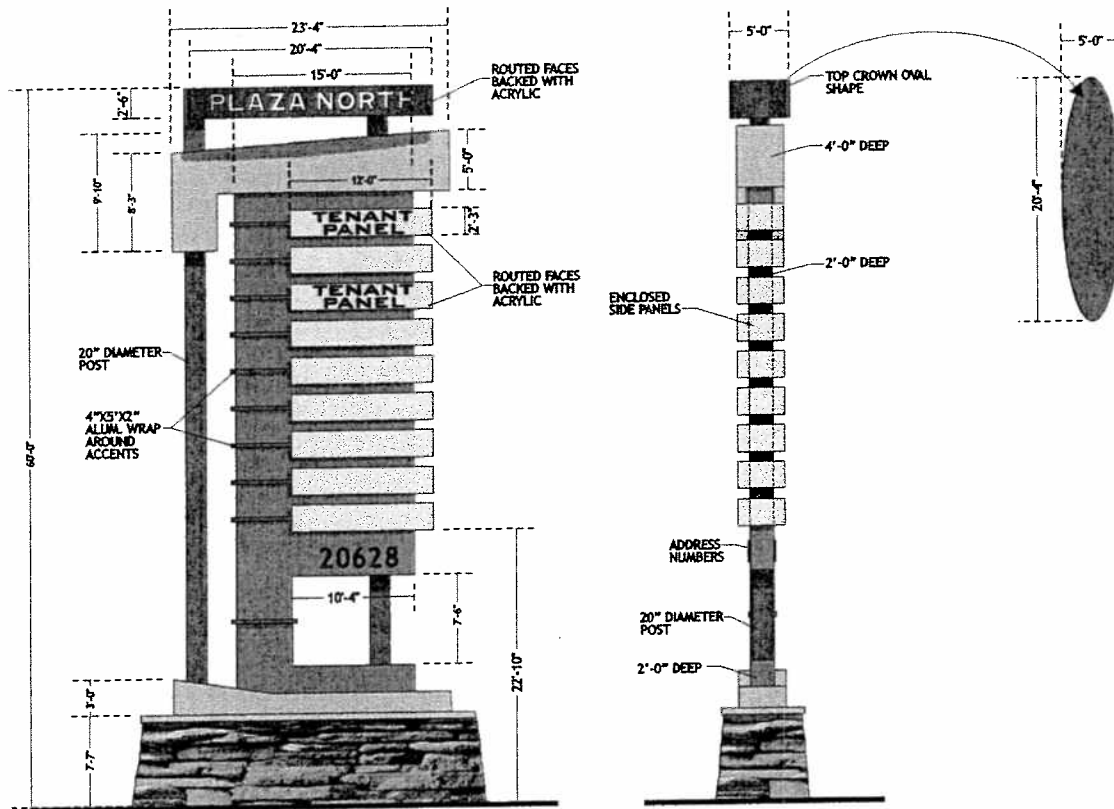 23'-4"
20'-4"
15'-0"
ROUTED FACES
BACKED WITH
ACRYLIC
PLAZA NORTH
2'-6"
9'-10"
8'-3"
5'-0"
12'-0"
TENANT
PANEL
2'-3"
TENANT
PANEL
ROUTED FACES
BACKED WITH
ACRYLIC
20" DIAMETER
POST
4"X5'X2"
ALUM. WRAP
AROUND
ACCENTS
60'-0"
20628
10'-4"
7'-6"
22'-10"
3'-0"
7'-7"
5'-0"
TOP CROWN OVAL
SHAPE
4'-0" DEEP
2'-0" DEEP
ENCLOSED
SIDE PANELS
ADDRESS
NUMBERS
20" DIAMETER
POST
2'-0" DEEP
5'-0"
20'-4"